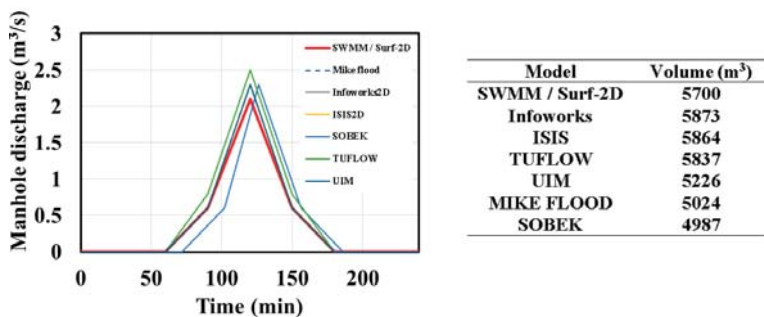 Manhole discharge (m³/s)
3
2.5
2
1.5
1
0.5
0
0 50 100 150 200
Time (min)
SWMM / Surf-2D
Mike flood
Infoworks2D
ISIS2D
SOBEK
TUFLOW
UIM
Model Volume (m³)
SWMM / Surf-2D 5700
Infoworks 5873
ISIS 5864
TUFLOW 5837
UIM 5226
MIKE FLOOD 5024
SOBEK 4987